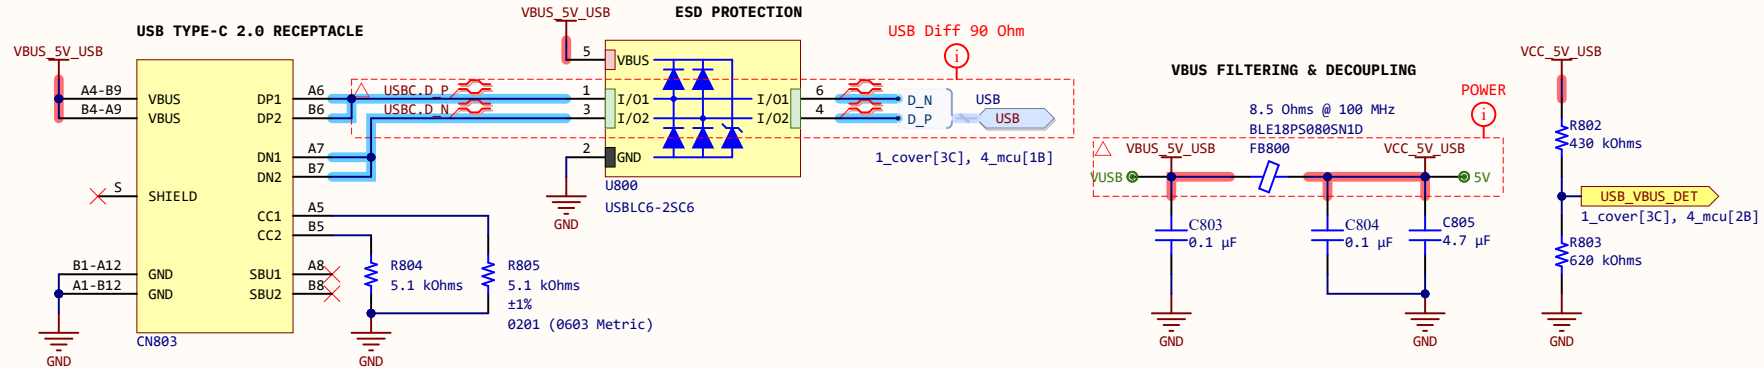 USB TYPE-C 2.0 RECEPTACLE
VBUS_5V_USB
A4-B9
B4-A9
VBUS
VBUS
S
SHIELD
B1-A12
A1-B12
GND
GND
GND
DP1
DP2
DN1
DN2
CC1
CC2
SBU1
SBU2
A6
B6
A7
B7
A5
B5
A8
B8
CN803
R804
5.1 kOhms
R805
5.1 kOhms
±1%
0201 (0603 Metric)
GND
USBC.D_P
USBC.D_N
ESD PROTECTION
VBUS_5V_USB
5
VBUS
1
I/O1
3
I/O2
2
GND
I/O1
6
I/O2
4
U800
USBLC6-2SC6
GND
USB Diff 90 Ohm
i
D_N
D_P
USB
USB
1_cover[3C], 4_mcu[1B]
VBUS FILTERING & DECOUPLING
POWER
i
8.5 Ohms @ 100 MHz
BLE18PS080SN1D
FB800
VBUS_5V_USB
VCC_5V_USB
VUSB
5V
C803
0.1 µF
C804
0.1 µF
C805
4.7 µF
GND
GND
VCC_5V_USB
R802
430 kOhms
USB_VBUS_DET
1_cover[3C], 4_mcu[2B]
R803
620 kOhms
GND